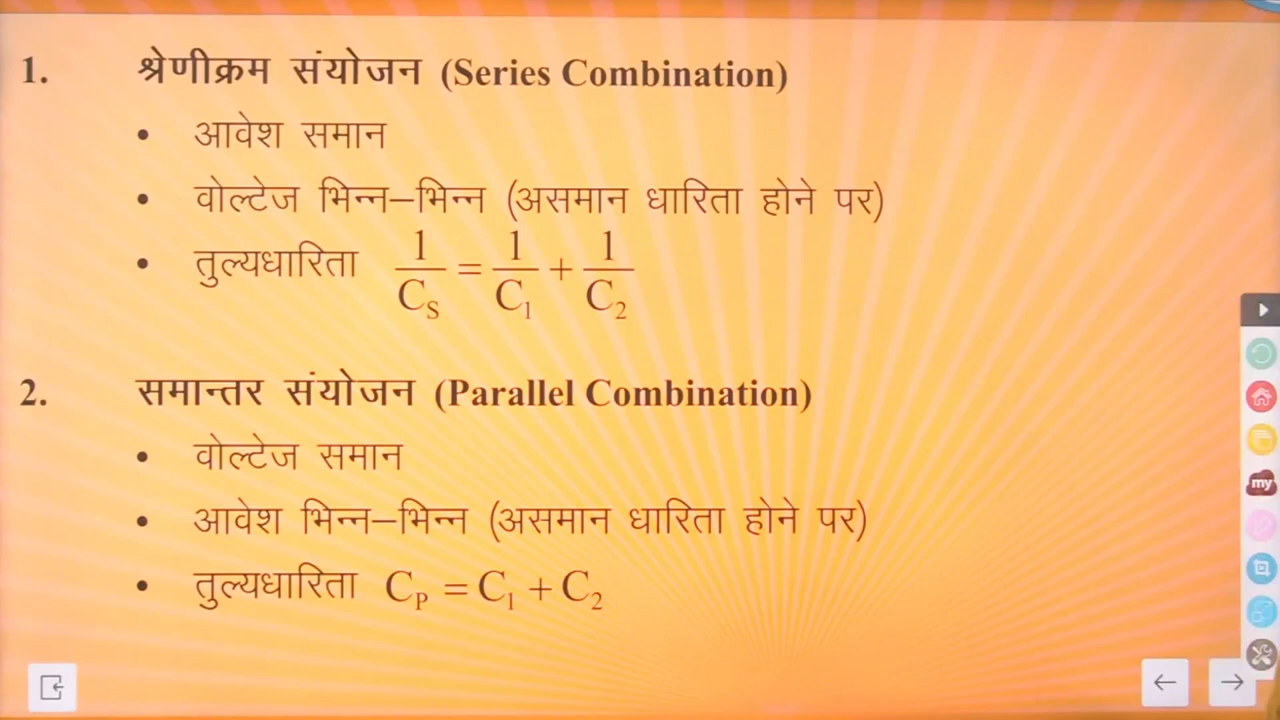 1. श्रेणीक्रम संयोजन (Series Combination)
• आवेश समान
• वोल्टेज भिन्न–भिन्न (असमान धारिता होने पर)
• तुल्यधारिता 1/C_S = 1/C_1 + 1/C_2
2. समान्तर संयोजन (Parallel Combination)
• वोल्टेज समान
• आवेश भिन्न–भिन्न (असमान धारिता होने पर)
• तुल्यधारिता C_P = C_1 + C_2
my